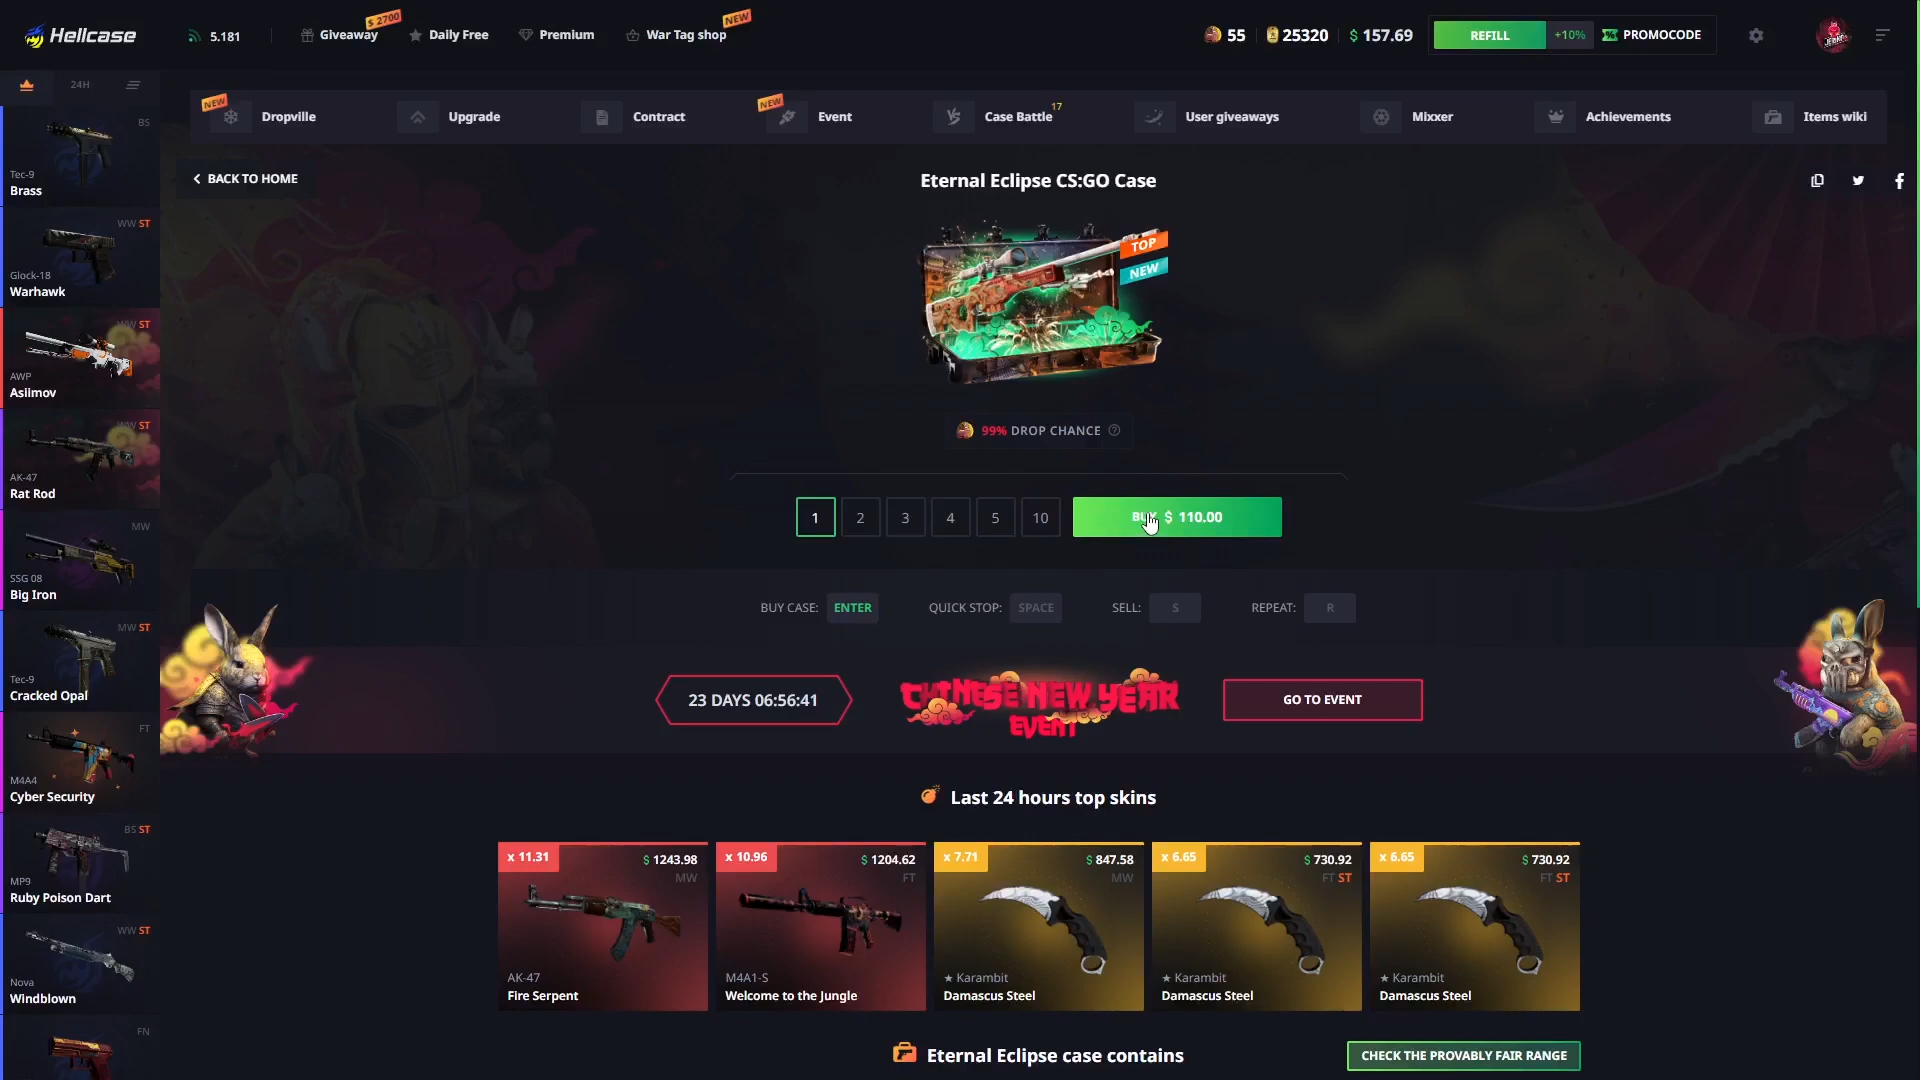 Hellcase
5.181
Giveaway
$ 2700
Daily Free
Premium
War Tag shop
NEW
55
25320
$ 157.69
REFILL
+10%
PROMOCODE
24H
NEW
Dropville
Upgrade
Contract
NEW
Event
Case Battle
17
User giveaways
Mixxer
Achievements
Items wiki
BS
Tec-9
Brass
WW ST
Glock-18
Warhawk
WW ST
AWP
Asiimov
WW ST
AK-47
Rat Rod
MW
SSG 08
Big Iron
MW ST
Tec-9
Cracked Opal
FT
M4A4
Cyber Security
BS ST
MP9
Ruby Poison Dart
WW ST
Nova
Windblown
FN
BACK TO HOME
Eternal Eclipse CS:GO Case
TOP
NEW
99% DROP CHANCE
1
2
3
4
5
10
BUY $ 110.00
BUY CASE: ENTER
QUICK STOP: SPACE
SELL: S
REPEAT: R
23 DAYS 06:56:41
CHINESE NEW YEAR
EVENT
GO TO EVENT
Last 24 hours top skins
x 11.31
$ 1243.98
MW
AK-47
Fire Serpent
x 10.96
$ 1204.62
FT
M4A1-S
Welcome to the Jungle
x 7.71
$ 847.58
MW
★ Karambit
Damascus Steel
x 6.65
$ 730.92
FT ST
★ Karambit
Damascus Steel
x 6.65
$ 730.92
FT ST
★ Karambit
Damascus Steel
Eternal Eclipse case contains
CHECK THE PROVABLY FAIR RANGE